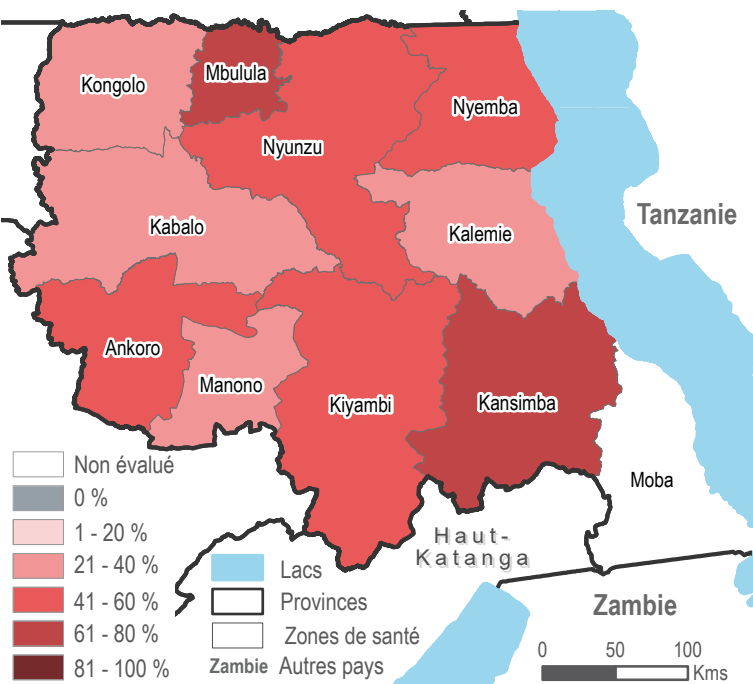 Mbulula
Kongolo
Nyemba
Nyunzu
Tanzanie
Kabalo
Kalemie
Ankoro
Manono
Kiyambi
Kansimba
Moba
Haut-
Katanga
Zambie
Non évalué
0 %
1 - 20 %
21 - 40 %
41 - 60 %
61 - 80 %
81 - 100 %
Lacs
Provinces
Zones de santé
Zambie Autres pays
0 50 100
Kms